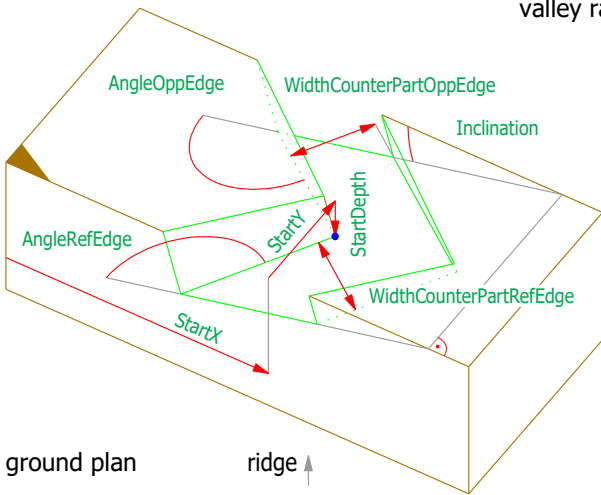 valley ra
AngleOppEdge
WidthCounterPartOppEdge
Inclination
StartDepth
StartY
AngleRefEdge
WidthCounterPartRefEdge
StartX
ground plan
ridge